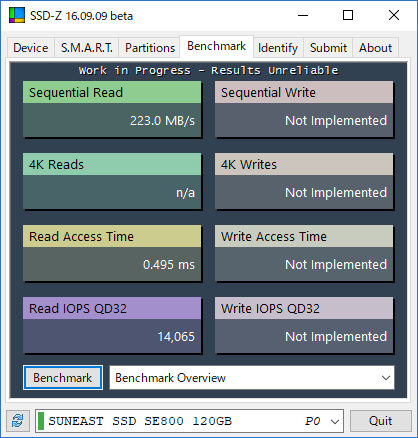 SSD-Z 16.09.09 beta
Device S.M.A.R.T. Partitions Benchmark Identify Submit About
Work in Progress - Results Unreliable
Sequential Read
223.0 MB/s
Sequential Write
Not Implemented
4K Reads
n/a
4K Writes
Not Implemented
Read Access Time
0.495 ms
Write Access Time
Not Implemented
Read IOPS QD32
14,065
Write IOPS QD32
Not Implemented
Benchmark Benchmark Overview
SUNEAST SSD SE800 120GB P0 Quit